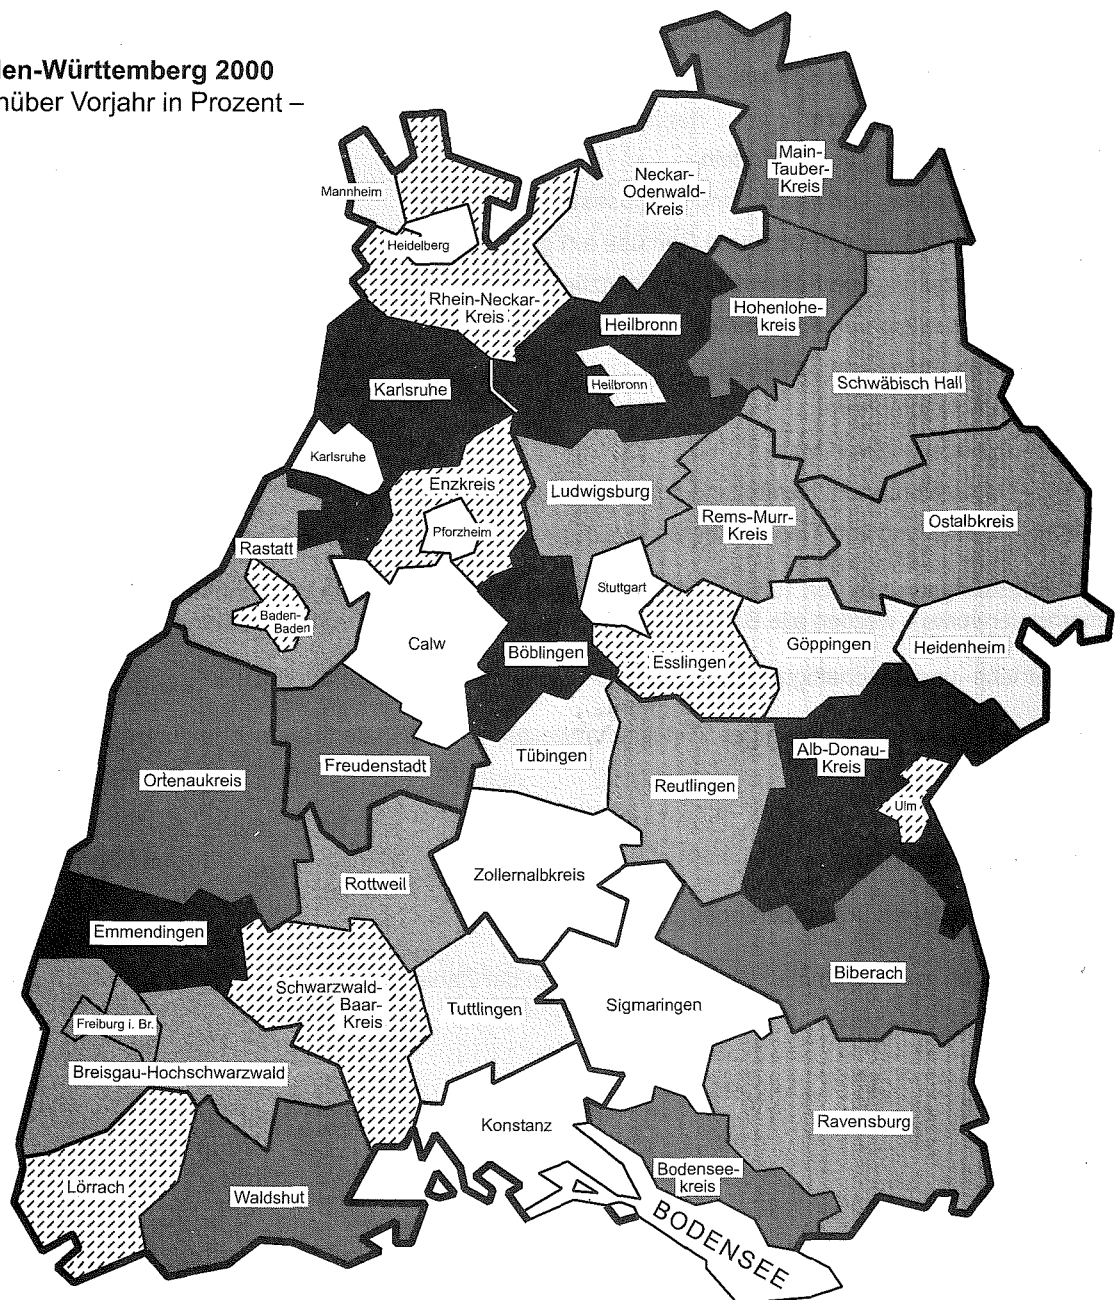 den-Württemberg 2000
nüber Vorjahr in Prozent –
Main-
Tauber-
Kreis
Neckar-
Odenwald-
Kreis
Mannheim
Heidelberg
Rhein-Neckar-
Kreis
Hohenlohe-
kreis
Heilbronn
Heilbronn
Schwäbisch Hall
Karlsruhe
Karlsruhe
Enzkreis
Ludwigsburg
Rems-Murr-
Kreis
Ostalbkreis
Pforzheim
Rastatt
Stuttgart
Baden-
Baden
Calw
Böblingen
Esslingen
Göppingen
Heidenheim
Tübingen
Alb-Donau-
Kreis
Ortenaukreis
Freudenstadt
Reutlingen
Ulm
Rottweil
Zollernalbkreis
Emmendingen
Biberach
Schwarzwald-
Baar-
Kreis
Tuttlingen
Sigmaringen
Freiburg i. Br.
Breisgau-Hochschwarzwald
Konstanz
Ravensburg
Bodensee-
kreis
Lörrach
Waldshut
BODENSEE